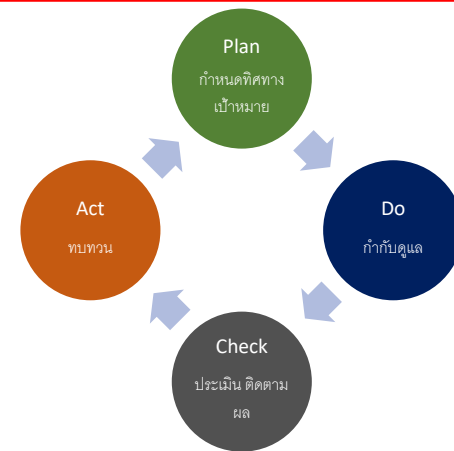 Plan
กำหนดทิศทาง
เป้าหมาย
Act
ทบทวน
Do
กำกับดูแล
Check
ประเมิน ติดตาม
ผล